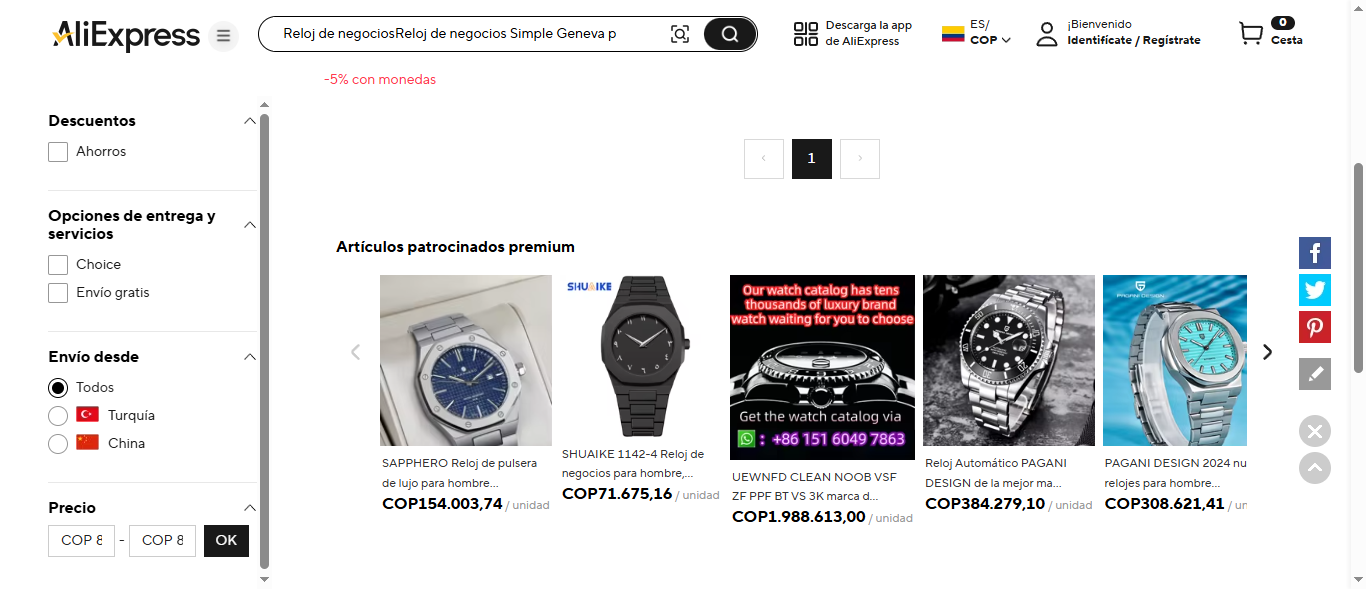 AliExpress
Reloj de negociosReloj de negocios Simple Geneva p
Descarga la app
de AliExpress
ES/
COP
¡Bienvenido
Identifícate / Regístrate
0
Cesta
-5% con monedas
Descuentos
Ahorros
Opciones de entrega y
servicios
Choice
Envío gratis
Envío desde
Todos
Turquía
China
Precio
COP 8 - COP 8 OK
‹ 1 ›
Artículos patrocinados premium
SAPPHERO Reloj de pulsera
de lujo para hombre...
COP154.003,74 / unidad
SHUAIKE
SHUAIKE 1142-4 Reloj de
negocios para hombre,...
COP71.675,16 / unidad
Our watch catalog has tens
thousands of luxury brand
watch waiting for you to choose
Get the watch catalog via
: +86 151 6049 7863
UEWNFD CLEAN NOOB VSF
ZF PPF BT VS 3K marca d...
COP1.988.613,00 / unidad
Reloj Automático PAGANI
DESIGN de la mejor ma...
COP384.279,10 / unidad
PAGANI DESIGN
PAGANI DESIGN 2024 nu
relojes para hombre...
COP308.621,41 / un